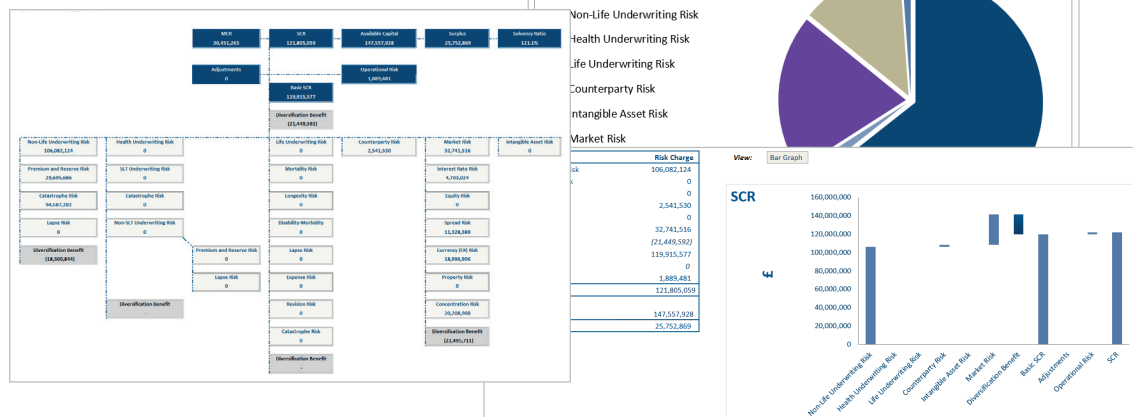 MCR
30,451,265
SCR
121,805,059
Available Capital
147,557,928
Surplus
25,752,869
Solvency Ratio
121.1%
Adjustments
0
Operational Risk
1,889,481
Basic SCR
119,915,577
Diversification Benefit
(21,449,592)
Non-Life Underwriting Risk
106,082,124
Health Underwriting Risk
0
Life Underwriting Risk
0
Counterparty Risk
2,541,530
Market Risk
32,741,516
Intangible Asset Risk
0
Premium and Reserve Risk
29,695,686
SLT Underwriting Risk
0
Mortality Risk
0
Interest Rate Risk
4,703,024
Catastrophe Risk
94,687,282
Catastrophe Risk
0
Longevity Risk
0
Equity Risk
0
Lapse Risk
0
Non-SLT Underwriting Risk
0
Disability-Morbidity
0
Spread Risk
11,328,389
Diversification Benefit
(18,300,844)
Premium and Reserve Risk
0
Lapse Risk
0
Currency (FX) Risk
18,996,906
Lapse Risk
0
Expense Risk
0
Property Risk
0
Diversification Benefit
-
Revision Risk
0
Concentration Risk
20,208,908
Catastrophe Risk
0
Diversification Benefit
(22,495,711)
Diversification Benefit
-
Non-Life Underwriting Risk
Health Underwriting Risk
Life Underwriting Risk
Counterparty Risk
Intangible Asset Risk
Market Risk
Risk Charge
106,082,124
0
0
2,541,530
0
32,741,516
(21,449,592)
119,915,577
0
1,889,481
121,805,059
147,557,928
25,752,869
View: Bar Graph
SCR
£
160,000,000
140,000,000
120,000,000
100,000,000
80,000,000
60,000,000
40,000,000
20,000,000
0
Non-Life Underwriting Risk
Health Underwriting Risk
Life Underwriting Risk
Counterparty Risk
Intangible Asset Risk
Market Risk
Diversification Benefit
Basic SCR
Adjustments
Operational Risk
SCR